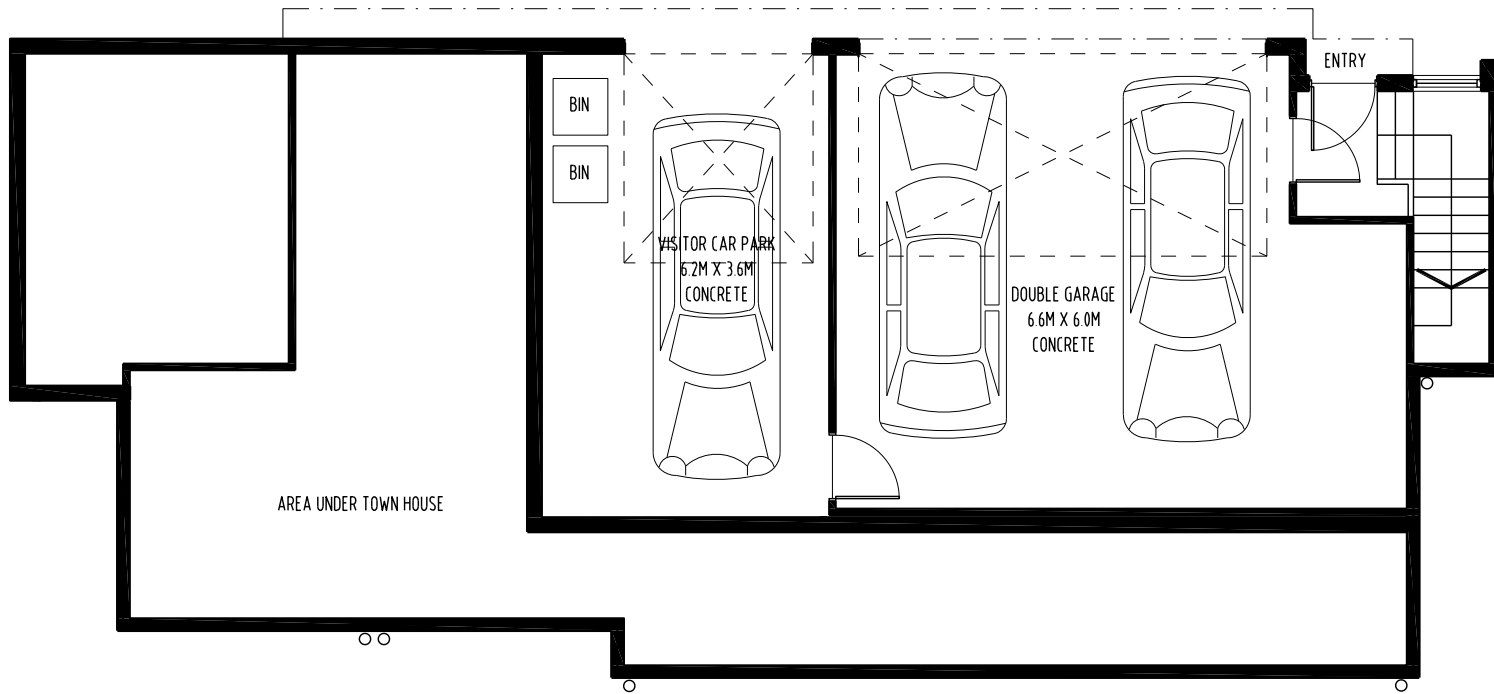 ENTRY
BIN
BIN
VISITOR CAR PARK
6.2M X 3.6M
CONCRETE
DOUBLE GARAGE
6.6M X 6.0M
CONCRETE
AREA UNDER TOWN HOUSE